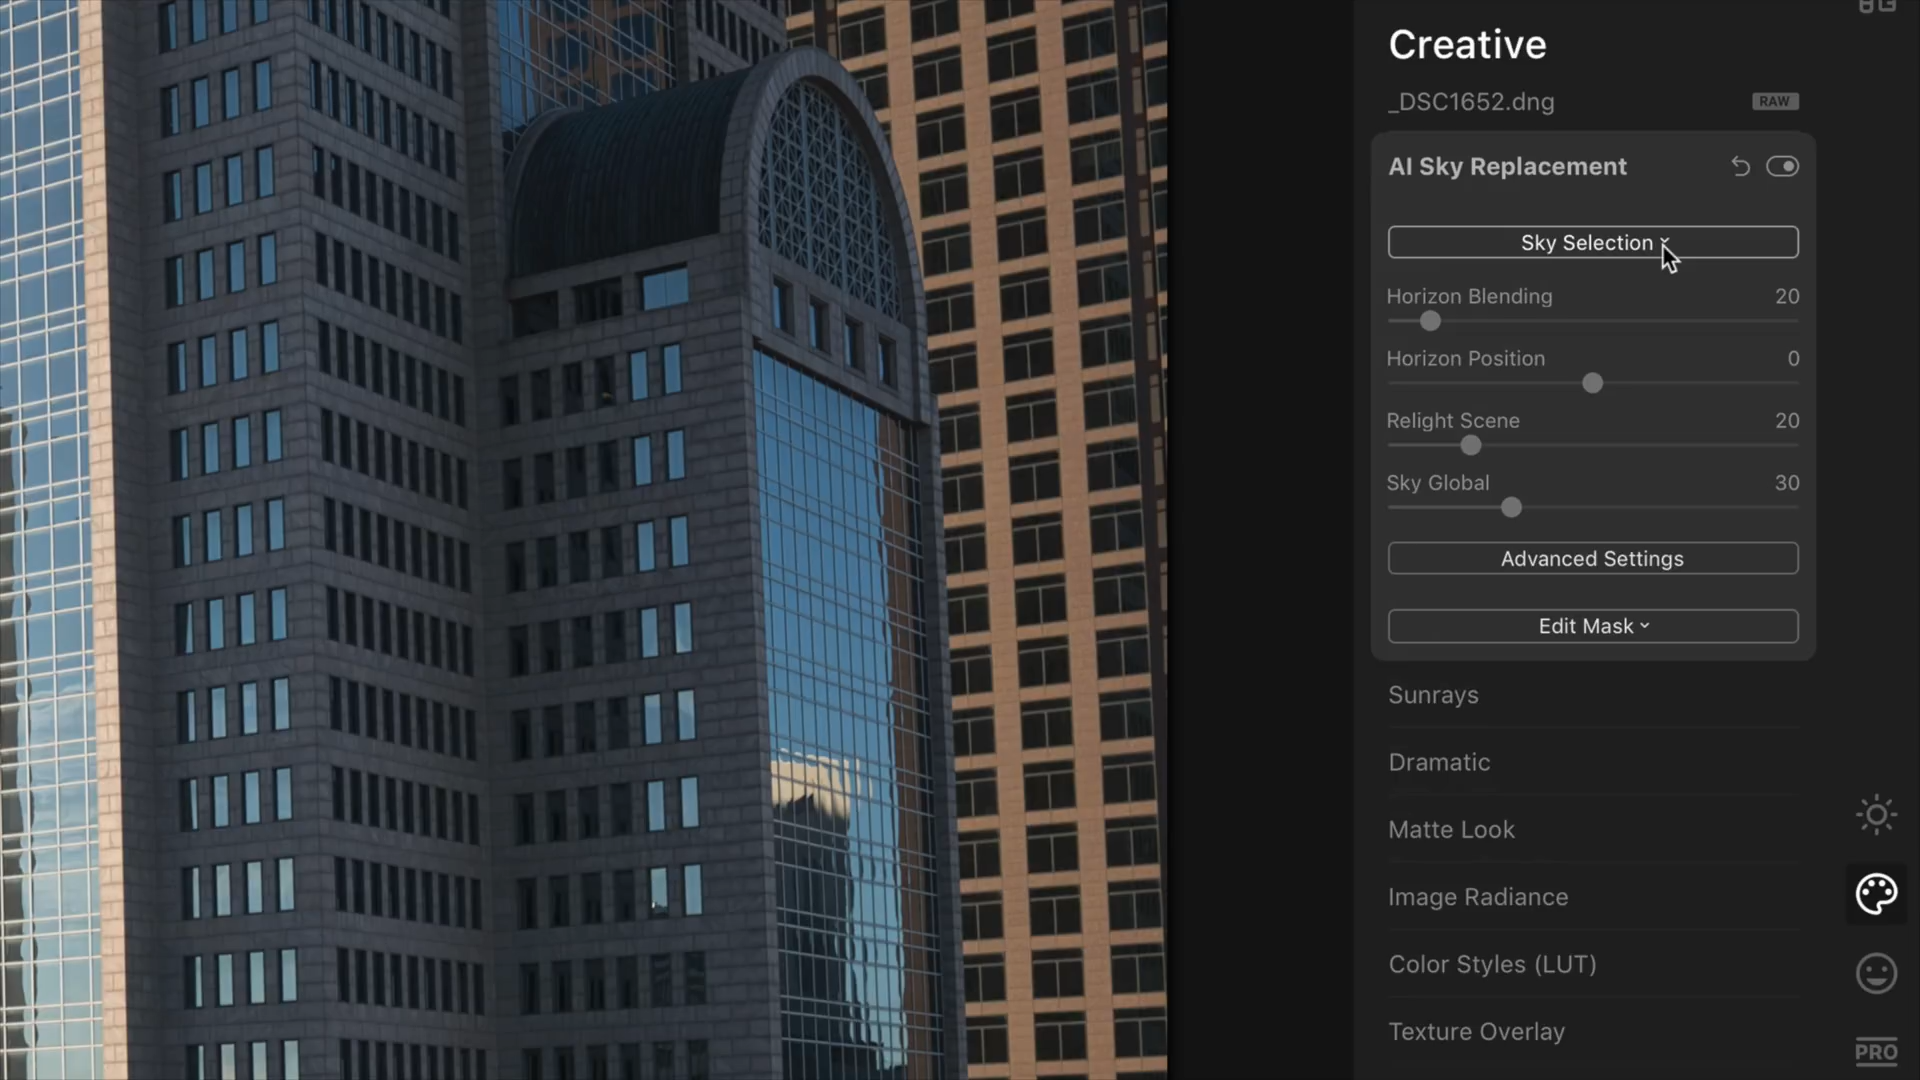 Creative
_DSC1652.dng
RAW
AI Sky Replacement
Sky Selection
Horizon Blending
20
Horizon Position
0
Relight Scene
20
Sky Global
30
Advanced Settings
Edit Mask
Sunrays
Dramatic
Matte Look
Image Radiance
Color Styles (LUT)
Texture Overlay
PRO